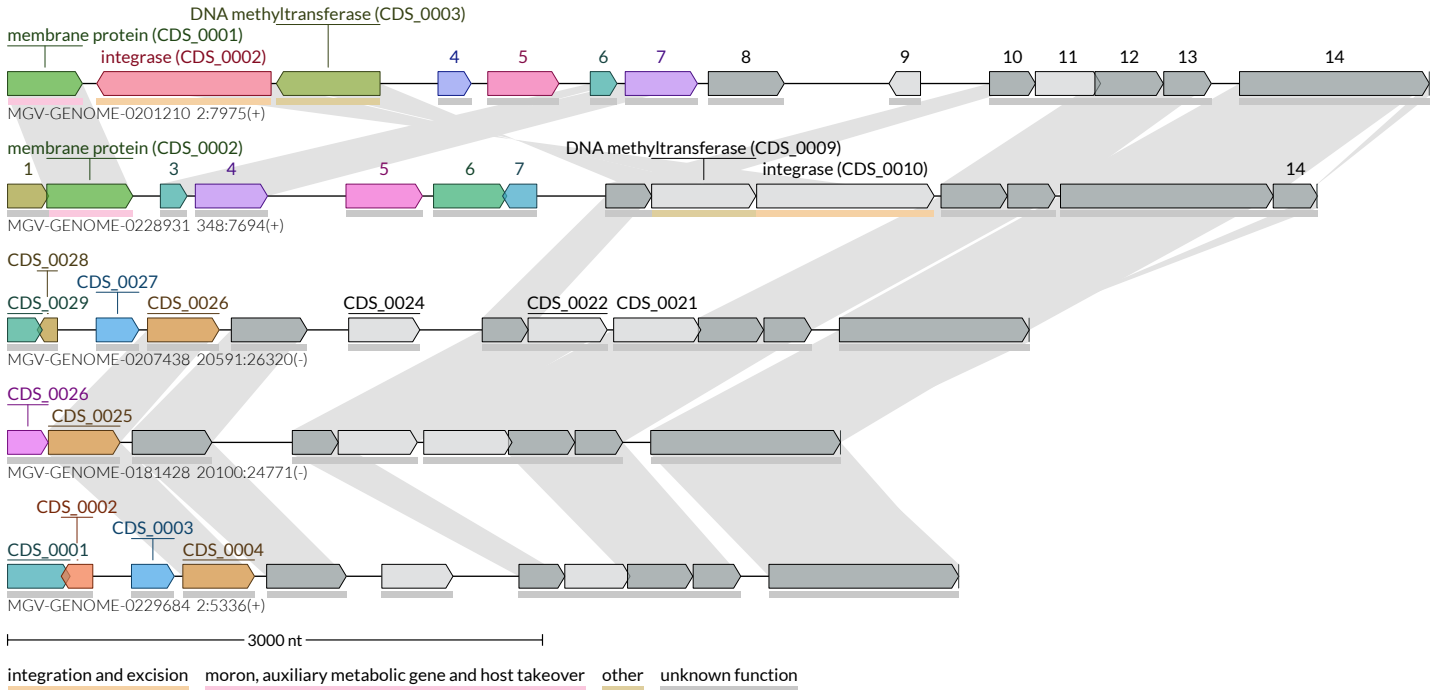 DNA methyltransferase (CDS_0003)
membrane protein (CDS_0001)
integrase (CDS_0002) 4 5 6 7 8 9 10 11 12 13 14
MGV-GENOME-0201210 2:7975(+)
membrane protein (CDS_0002) DNA methyltransferase (CDS_0009)
1 3 4 5 6 7 integrase (CDS_0010) 14
MGV-GENOME-0228931 348:7694(+)
CDS_0028
CDS_0027
CDS_0029 CDS_0026 CDS_0024 CDS_0022 CDS_0021
MGV-GENOME-0207438 20591:26320(-)
CDS_0026
CDS_0025
MGV-GENOME-0181428 20100:24771(-)
CDS_0002
CDS_0003
CDS_0001 CDS_0004
MGV-GENOME-0229684 2:5336(+)
3000 nt
integration and excision moron, auxiliary metabolic gene and host takeover other unknown function